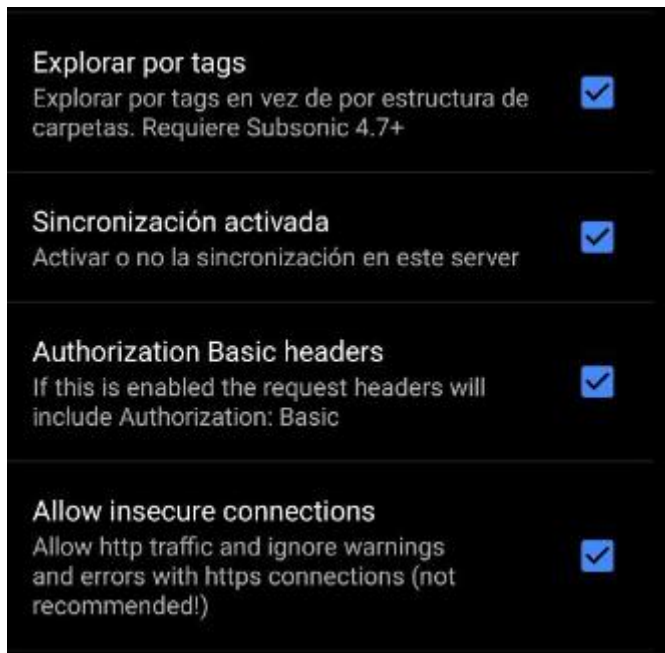 Explorar por tags
Explorar por tags en vez de por estructura de
carpetas. Requiere Subsonic 4.7+
Sincronización activada
Activar o no la sincronización en este server
Authorization Basic headers
If this is enabled the request headers will
include Authorization: Basic
Allow insecure connections
Allow http traffic and ignore warnings
and errors with https connections (not
recommended!)